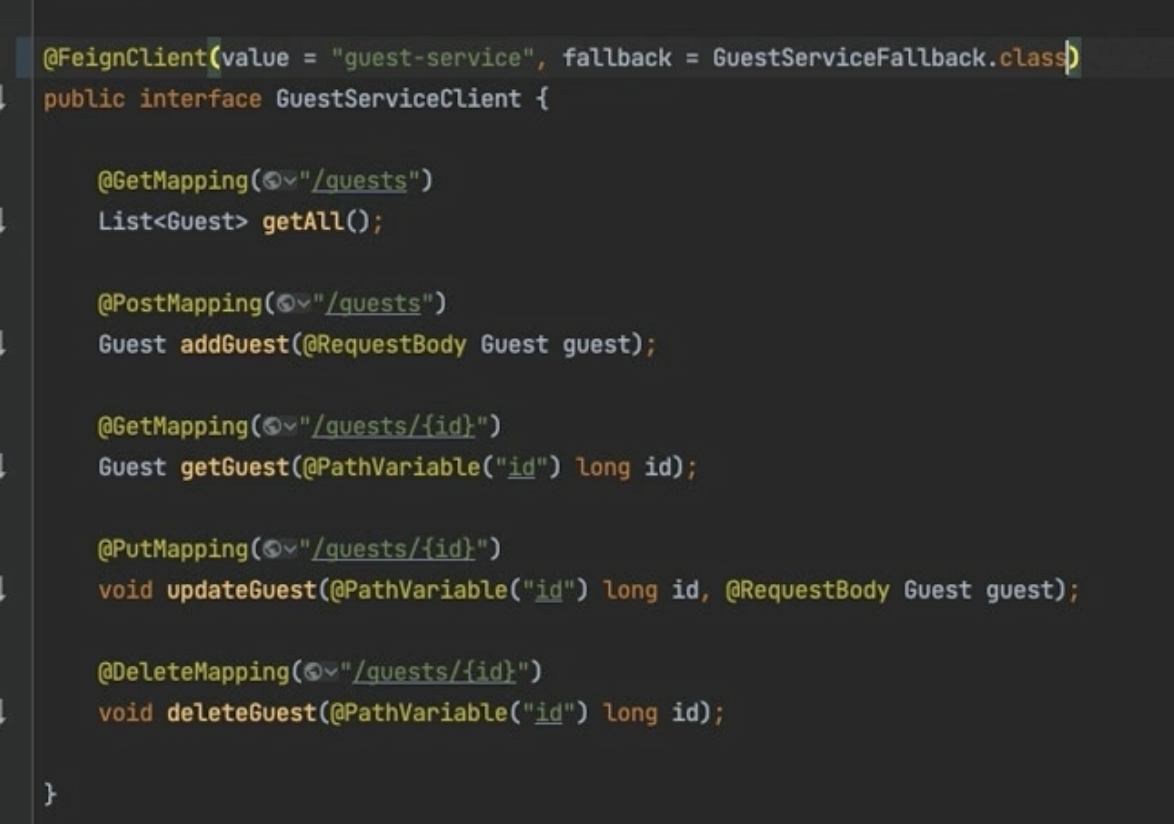 @FeignClient(value = "guest-service", fallback = GuestServiceFallback.class)
public interface GuestServiceClient {
@GetMapping("/guests")
List<Guest> getAll();
@PostMapping("/guests")
Guest addGuest(@RequestBody Guest guest);
@GetMapping("/guests/{id}")
Guest getGuest(@PathVariable("id") long id);
@PutMapping("/guests/{id}")
void updateGuest(@PathVariable("id") long id, @RequestBody Guest guest);
@DeleteMapping("/guests/{id}")
void deleteGuest(@PathVariable("id") long id);
}